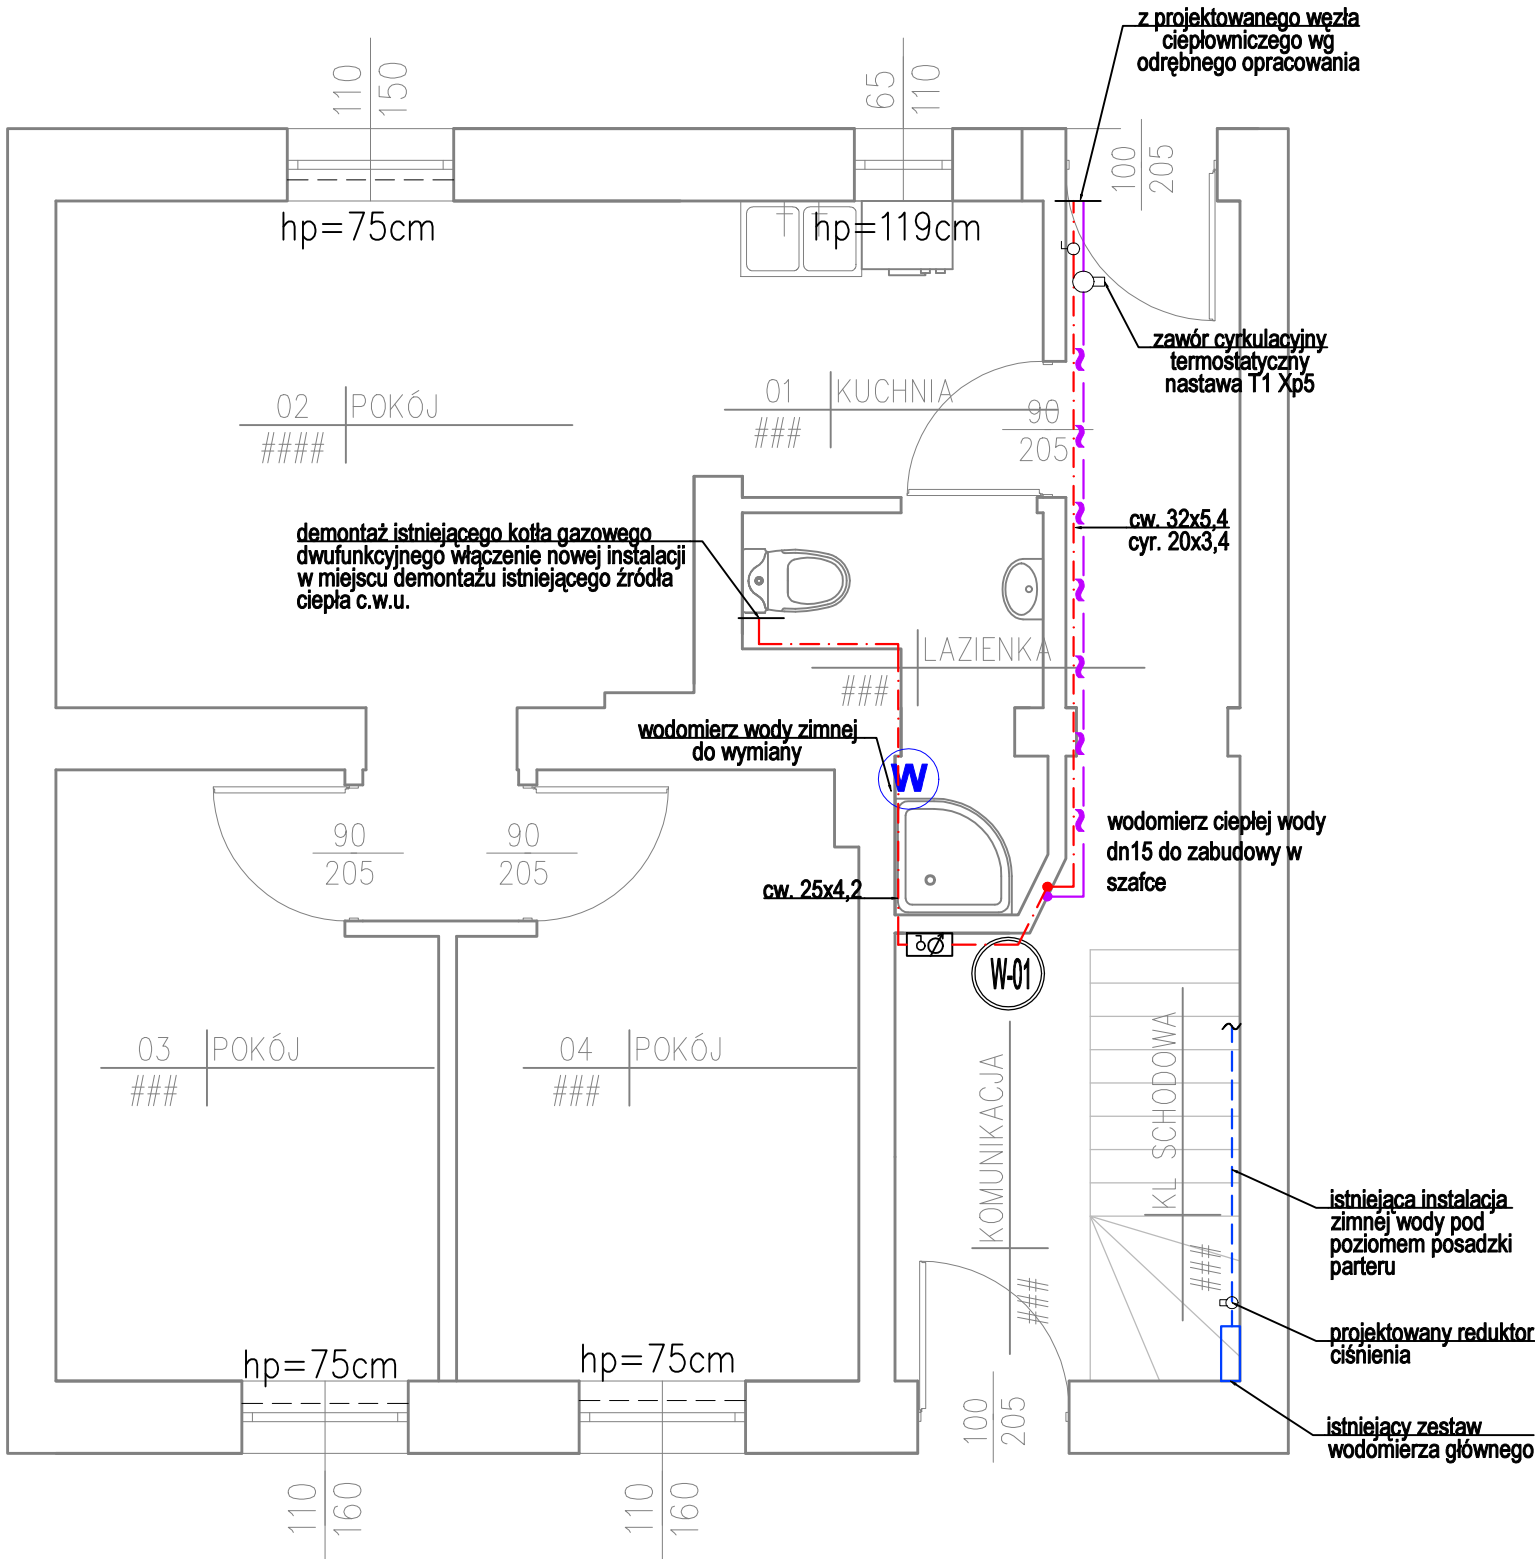 z projektowanego węzła
ciepłowniczego wg
odrębnego opracowania
110
150
65
110
100
205
hp=75cm
hp=119cm
zawór cyrkulacyjny
termostatyczny
nastawa T1 Xp5
02 POKÓJ
####
01 KUCHNIA
###
90
205
demontaż istniejącego kotła gazowego
dwufunkcyjnego włączenie nowej instalacji
w miejscu demontażu istniejącego źródła
ciepła c.w.u.
cw. 32x5,4
cyr. 20x3,4
LAZIENKA
###
wodomierz wody zimnej
do wymiany
W
90
205
90
205
wodomierz ciepłej wody
dn15 do zabudowy w
szafce
cw. 25x4,2
W-01
03 POKÓJ
###
04 POKÓJ
###
KOMUNIKACJA
###
KL SCHODOWA
###
istniejąca instalacja
zimnej wody pod
poziomem posadzki
parteru
projektowany reduktor
ciśnienia
hp=75cm
hp=75cm
100
205
istniejący zestaw
wodomierza głównego
110
160
110
160